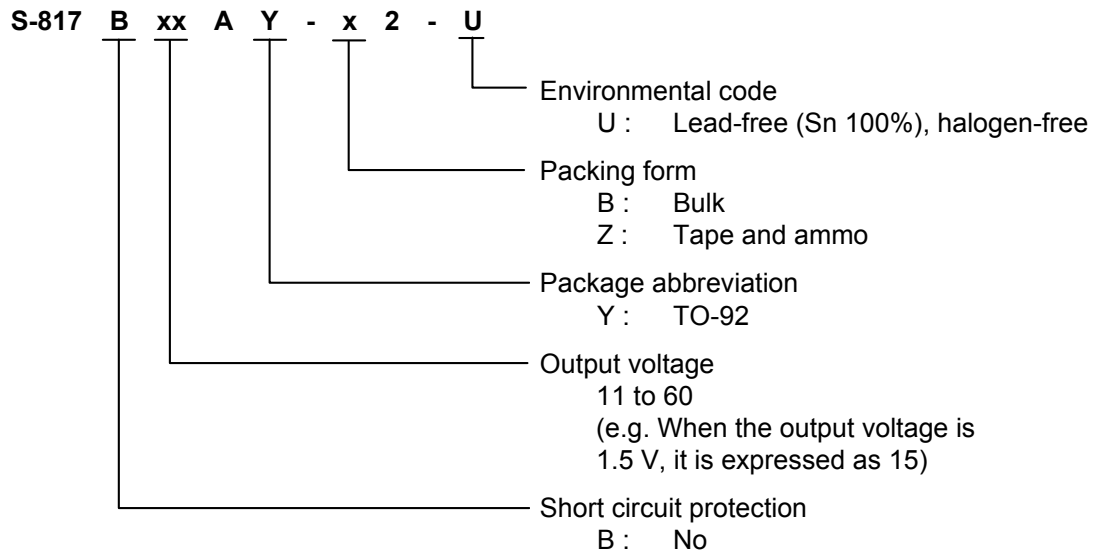 S-817 B xx A Y - x 2 - U
Environmental code
U : Lead-free (Sn 100%), halogen-free
Packing form
B : Bulk
Z : Tape and ammo
Package abbreviation
Y : TO-92
Output voltage
11 to 60
(e.g. When the output voltage is
1.5 V, it is expressed as 15)
Short circuit protection
B : No